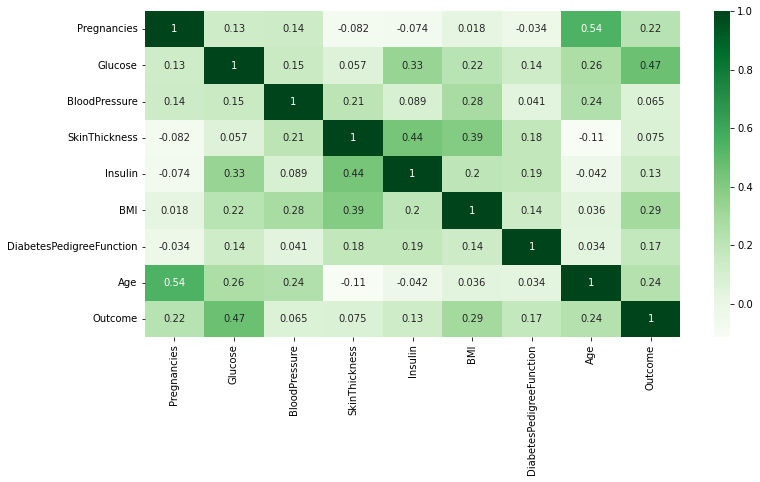 Pregnancies 1 0.13 0.14 -0.082 -0.074 0.018 -0.034 0.54 0.22
Glucose 0.13 1 0.15 0.057 0.33 0.22 0.14 0.26 0.47
BloodPressure 0.14 0.15 1 0.21 0.089 0.28 0.041 0.24 0.065
SkinThickness -0.082 0.057 0.21 1 0.44 0.39 0.18 -0.11 0.075
Insulin -0.074 0.33 0.089 0.44 1 0.2 0.19 -0.042 0.13
BMI 0.018 0.22 0.28 0.39 0.2 1 0.14 0.036 0.29
DiabetesPedigreeFunction -0.034 0.14 0.041 0.18 0.19 0.14 1 0.034 0.17
Age 0.54 0.26 0.24 -0.11 -0.042 0.036 0.034 1 0.24
Outcome 0.22 0.47 0.065 0.075 0.13 0.29 0.17 0.24 1
Pregnancies
Glucose
BloodPressure
SkinThickness
Insulin
BMI
DiabetesPedigreeFunction
Age
Outcome
1.0
0.8
0.6
0.4
0.2
0.0